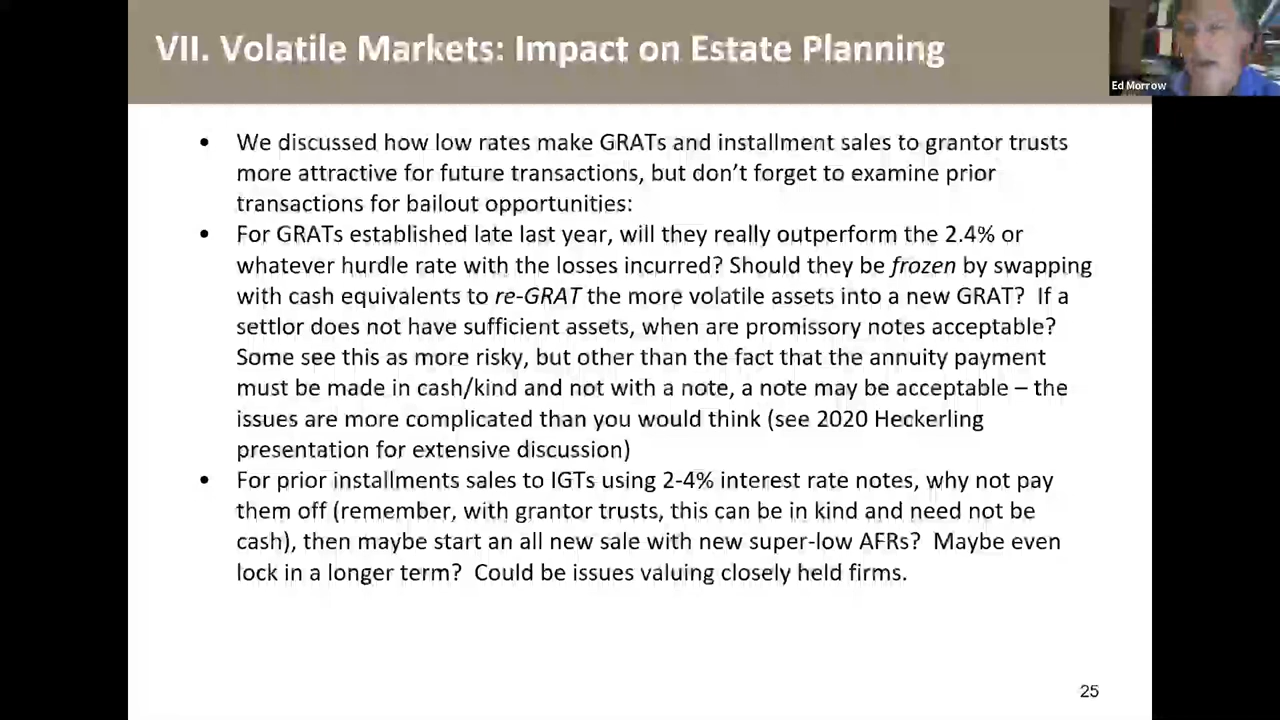 VII. Volatile Markets: Impact on Estate Planning
Ed Morrow
• We discussed how low rates make GRATs and installment sales to grantor trusts
more attractive for future transactions, but don't forget to examine prior
transactions for bailout opportunities:
• For GRATs established late last year, will they really outperform the 2.4% or
whatever hurdle rate with the losses incurred? Should they be frozen by swapping
with cash equivalents to re-GRAT the more volatile assets into a new GRAT? If a
settlor does not have sufficient assets, when are promissory notes acceptable?
Some see this as more risky, but other than the fact that the annuity payment
must be made in cash/kind and not with a note, a note may be acceptable – the
issues are more complicated than you would think (see 2020 Heckerling
presentation for extensive discussion)
• For prior installments sales to IGTs using 2-4% interest rate notes, why not pay
them off (remember, with grantor trusts, this can be in kind and need not be
cash), then maybe start an all new sale with new super-low AFRs? Maybe even
lock in a longer term? Could be issues valuing closely held firms.
25